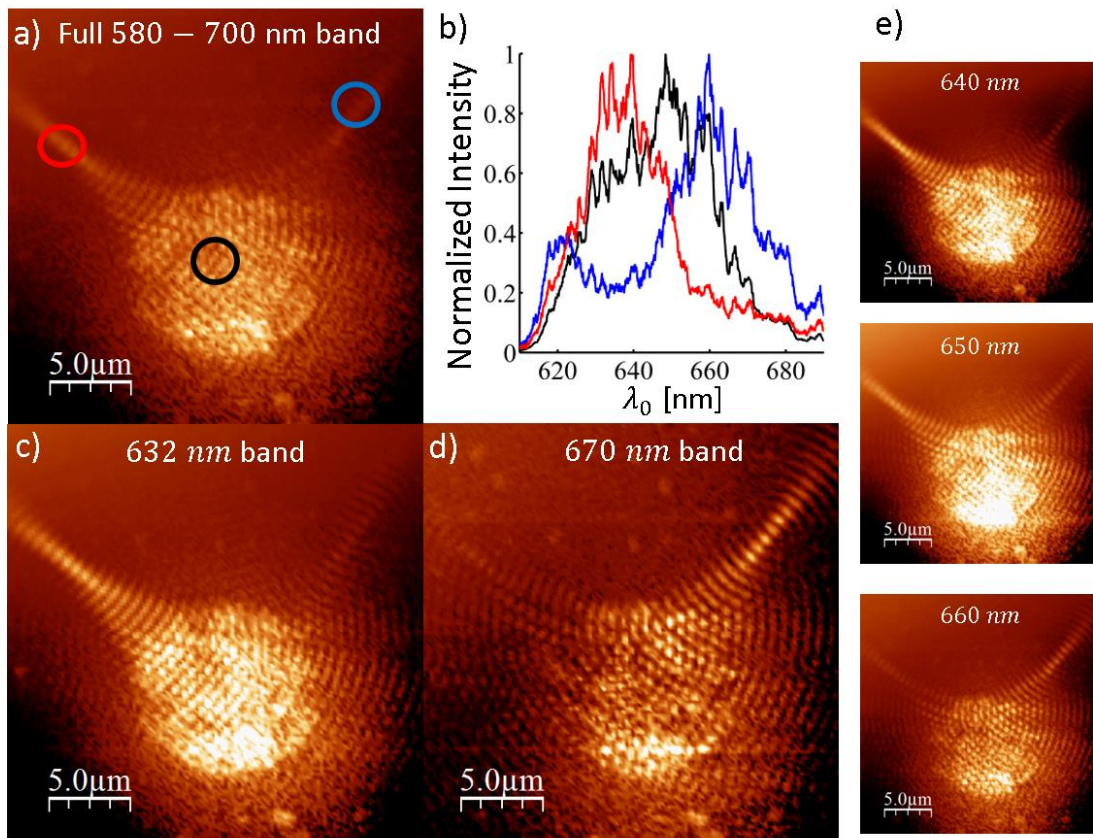 a) Full 580 − 700 nm band
5.0µm
b)
Normalized Intensity
1
0.8
0.6
0.4
0.2
0
620 640 660 680
λ₀ [nm]
c) 632 nm band
5.0µm
d) 670 nm band
5.0µm
e)
640 nm
5.0µm
650 nm
5.0µm
660 nm
5.0µm